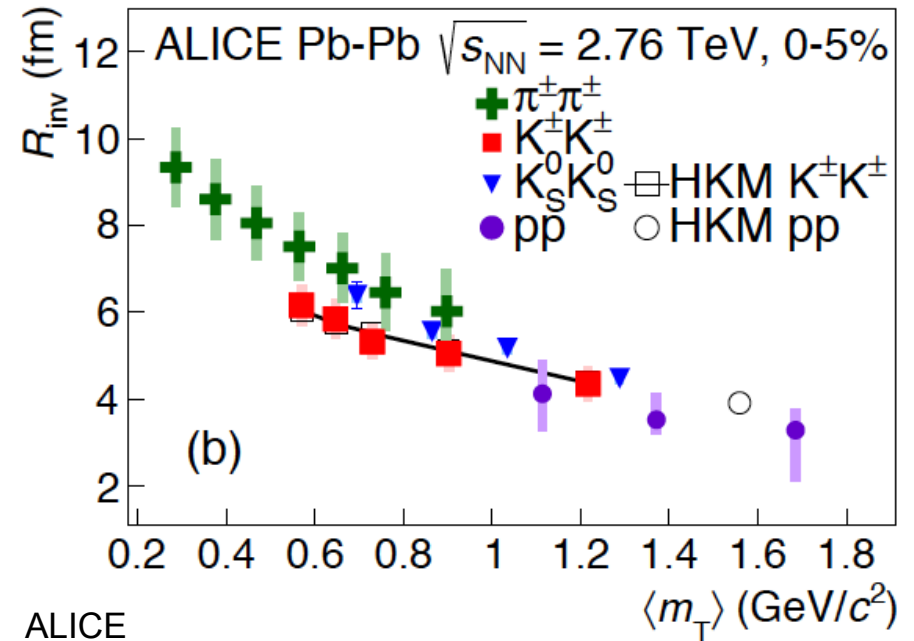 ALICE Pb-Pb √sNN = 2.76 TeV, 0-5%
Rinv (fm)
π±π±
K±K±
K0SK0S HKM K±K±
pp HKM pp
(b)
12
10
8
6
4
2
0.2 0.4 0.6 0.8 1 1.2 1.4 1.6 1.8
⟨mT⟩ (GeV/c2)
ALICE